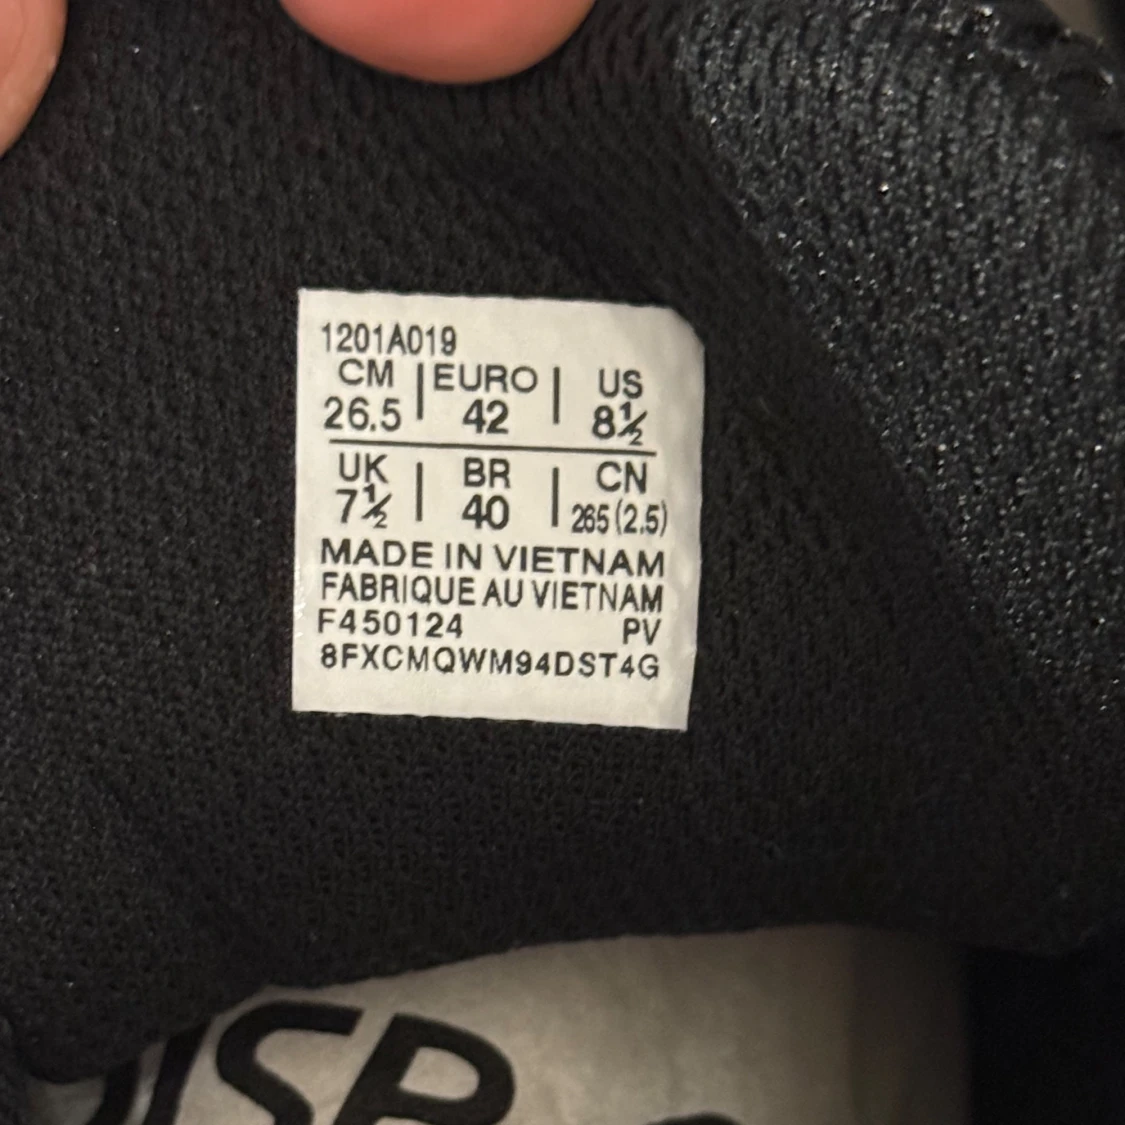 1201A019
CM | EURO | US
26.5 | 42 | 8½
UK | BR | CN
7½ | 40 | 265(2.5)
MADE IN VIETNAM
FABRIQUE AU VIETNAM
F450124 PV
8FXCMQWM94DST4G